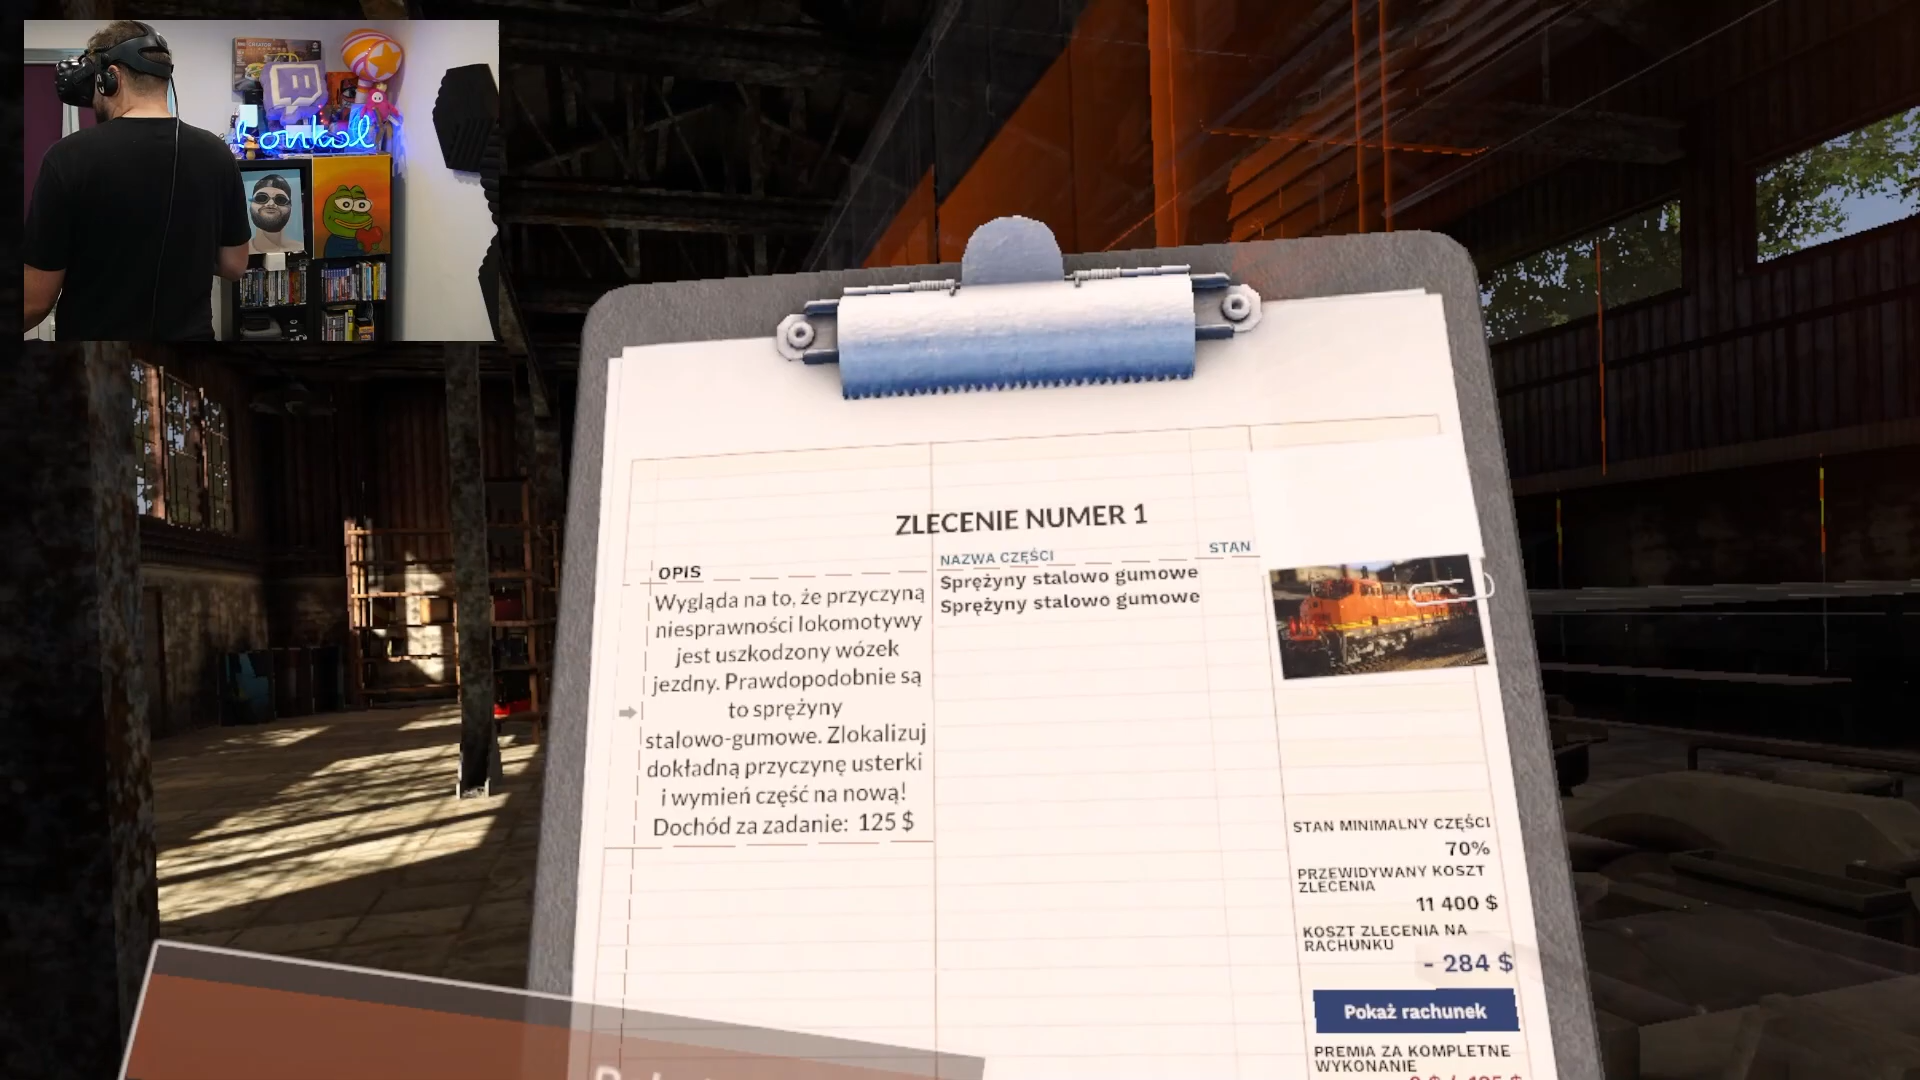 konkol
ZLECENIE NUMER 1
OPIS
Wygląda na to, że przyczyną
niesprawności lokomotywy
jest uszkodzony wózek
jezdny. Prawdopodobnie są
to sprężyny
stalowo-gumowe. Zlokalizuj
dokładną przyczynę usterki
i wymień część na nową!
Dochód za zadanie: 125 $
NAZWA CZĘŚCI
STAN
Sprężyny stalowo gumowe
Sprężyny stalowo gumowe
STAN MINIMALNY CZĘŚCI
70%
PRZEWIDYWANY KOSZT
ZLECENIA
11 400 $
KOSZT ZLECENIA NA
RACHUNKU
- 284 $
Pokaż rachunek
PREMIA ZA KOMPLETNE
WYKONANIE